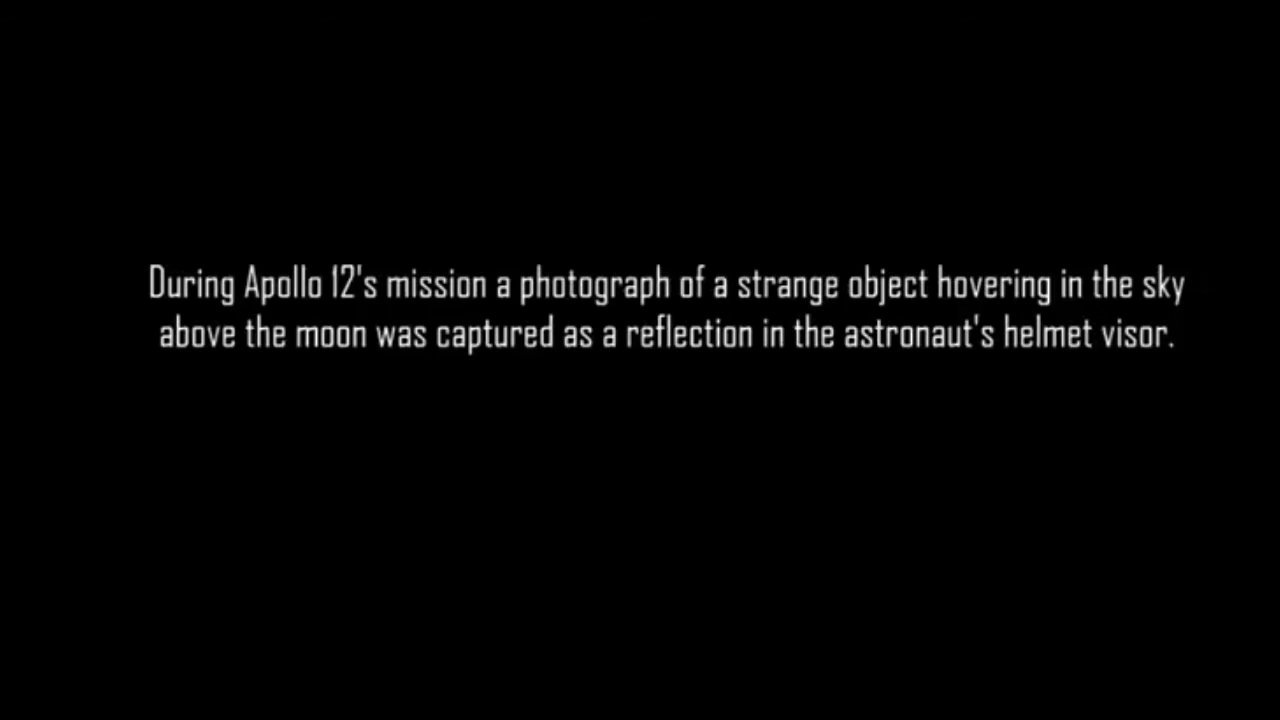 During Apollo 12's mission a photograph of a strange object hovering in the sky
above the moon was captured as a reflection in the astronaut's helmet visor.